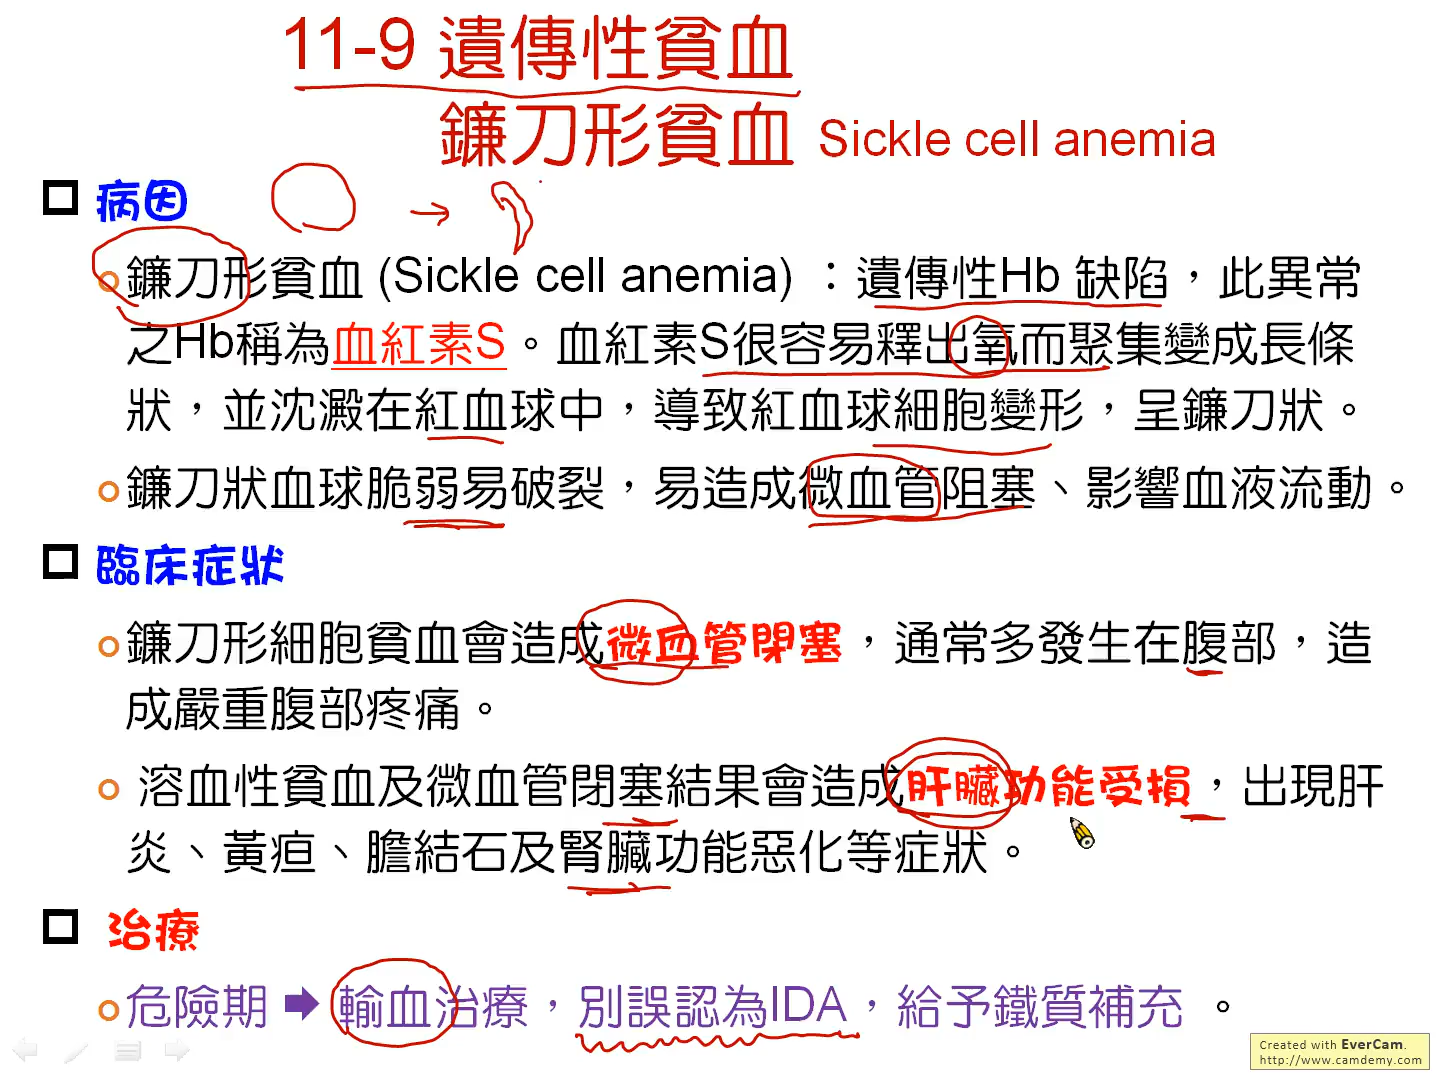 11-9 遺傳性貧血
鐮刀形貧血 Sickle cell anemia
病因
鐮刀形貧血 (Sickle cell anemia) ：遺傳性Hb 缺陷，此異常
之Hb稱為血紅素S。血紅素S很容易釋出氧而聚集變成長條
狀，並沈澱在紅血球中，導致紅血球細胞變形，呈鐮刀狀。
鐮刀狀血球脆弱易破裂，易造成微血管阻塞、影響血液流動。
臨床症狀
鐮刀形細胞貧血會造成微血管閉塞，通常多發生在腹部，造
成嚴重腹部疼痛。
溶血性貧血及微血管閉塞結果會造成肝臟功能受損，出現肝
炎、黃疸、膽結石及腎臟功能惡化等症狀。
治療
危險期 ➡ 輸血治療，別誤認為IDA，給予鐵質補充 。
Created with EverCam.
http://www.camdemy.com